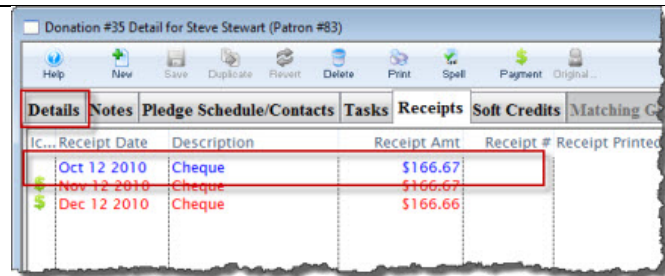 Donation #35 Detail for Steve Stewart (Patron #83)
Help New Save Duplicate Revert Delete Print Spell Payment Original...
Details Notes Pledge Schedule/Contacts Tasks Receipts Soft Credits Matching G
Ic... Receipt Date Description Receipt Amt Receipt # Receipt Printed
Oct 12 2010 Cheque $166.67
Nov 12 2010 Cheque $166.67
Dec 12 2010 Cheque $166.66